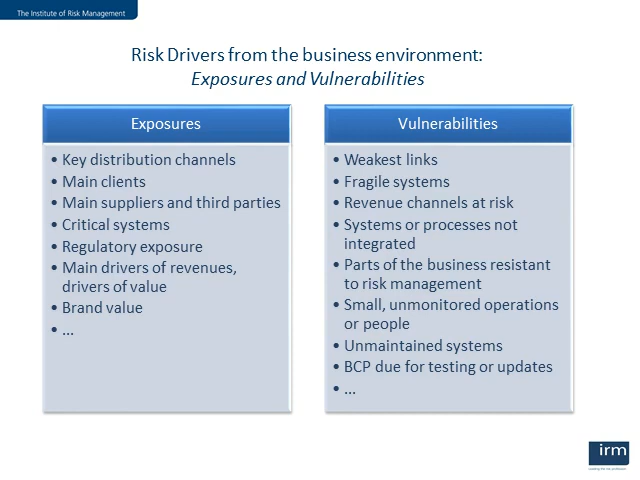 The Institute of Risk Management
Risk Drivers from the business environment:
Exposures and Vulnerabilities
Exposures
• Key distribution channels
• Main clients
• Main suppliers and third parties
• Critical systems
• Regulatory exposure
• Main drivers of revenues,
drivers of value
• Brand value
• ...
Vulnerabilities
• Weakest links
• Fragile systems
• Revenue channels at risk
• Systems or processes not
integrated
• Parts of the business resistant
to risk management
• Small, unmonitored operations
or people
• Unmaintained systems
• BCP due for testing or updates
• ...
irm